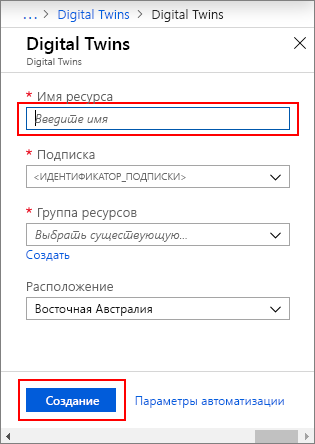 ... > Digital Twins > Digital Twins
Digital Twins
Digital Twins
* Имя ресурса
Введите имя
* Подписка
<ИДЕНТИФИКАТОР_ПОДПИСКИ>
* Группа ресурсов
Выбрать существующую...
Создать
Расположение
Восточная Австралия
Создание Параметры автоматизации